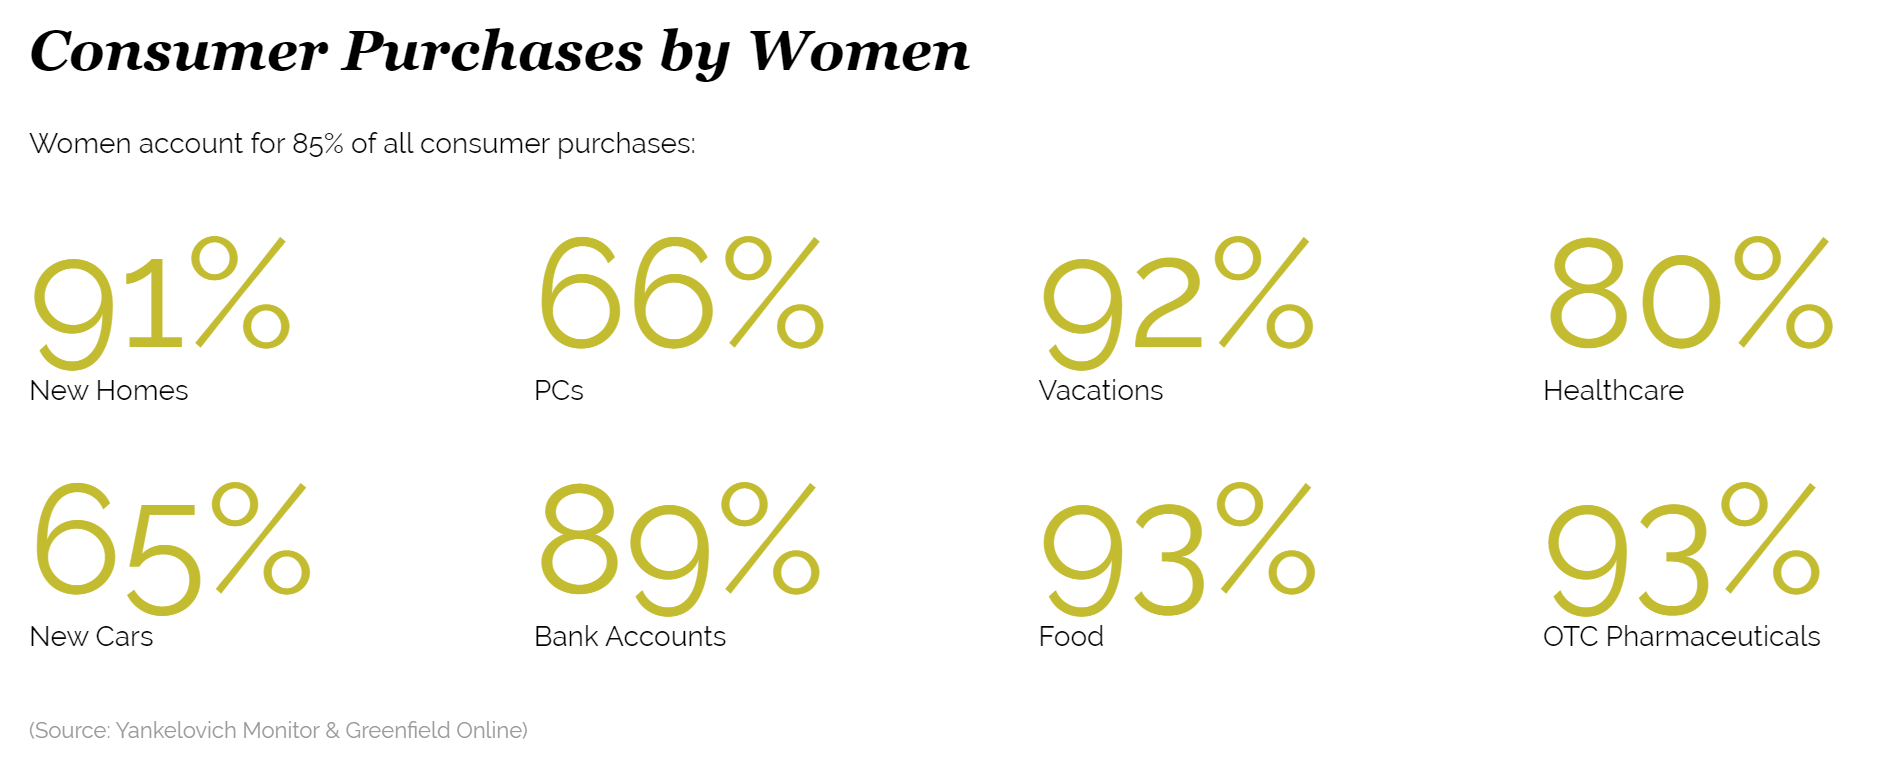 Consumer Purchases by Women
Women account for 85% of all consumer purchases:
91%
New Homes
66%
PCs
92%
Vacations
80%
Healthcare
65%
New Cars
89%
Bank Accounts
93%
Food
93%
OTC Pharmaceuticals
(Source: Yankelovich Monitor & Greenfield Online)